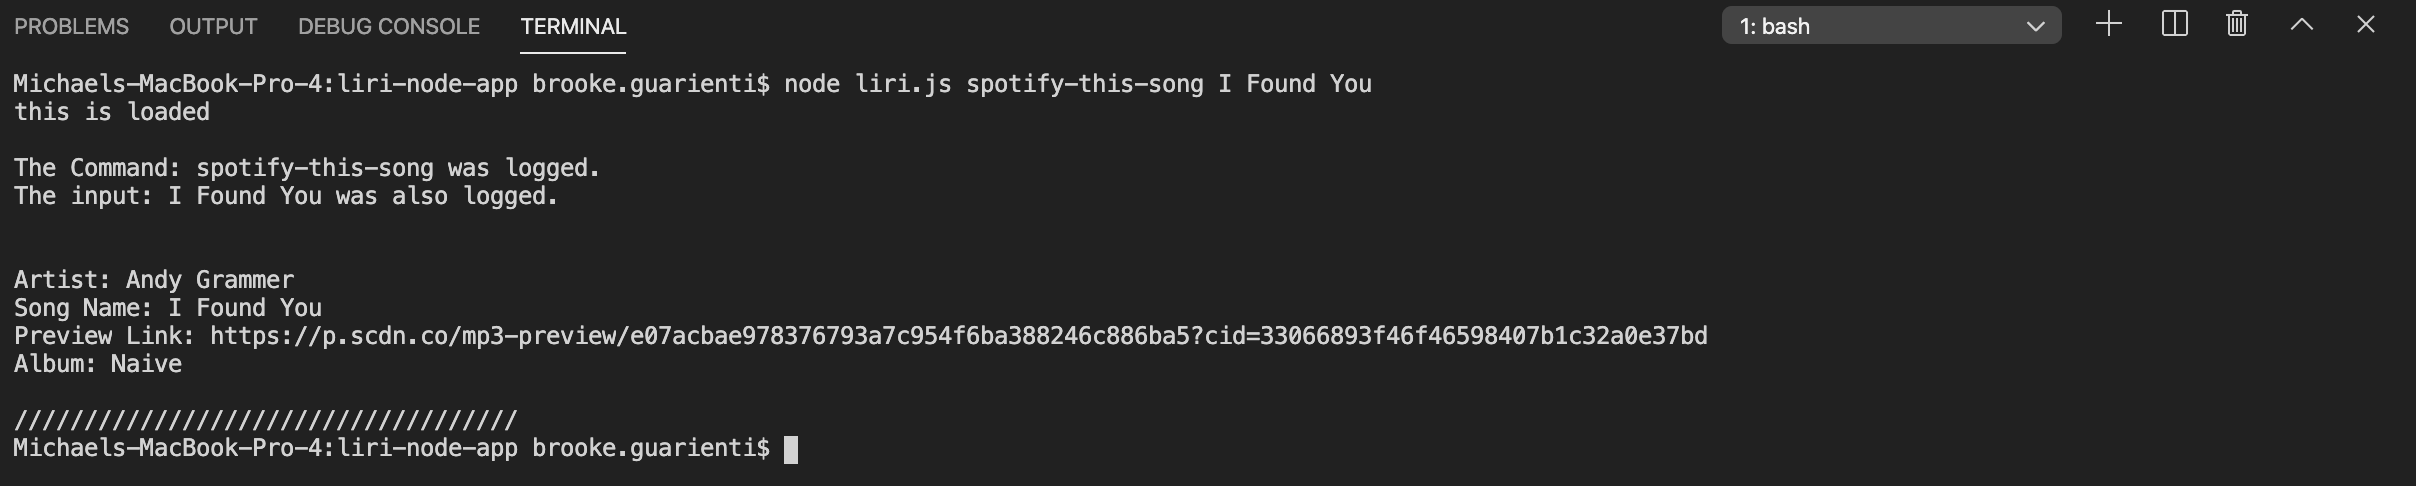 PROBLEMS OUTPUT DEBUG CONSOLE TERMINAL 1: bash
Michaels-MacBook-Pro-4:liri-node-app brooke.guarienti$ node liri.js spotify-this-song I Found You
this is loaded
The Command: spotify-this-song was logged.
The input: I Found You was also logged.
Artist: Andy Grammer
Song Name: I Found You
Preview Link: https://p.scdn.co/mp3-preview/e07acbae978376793a7c954f6ba388246c886ba5?cid=33066893f46f46598407b1c32a0e37bd
Album: Naive
////////////////////////////////////
Michaels-MacBook-Pro-4:liri-node-app brooke.guarienti$